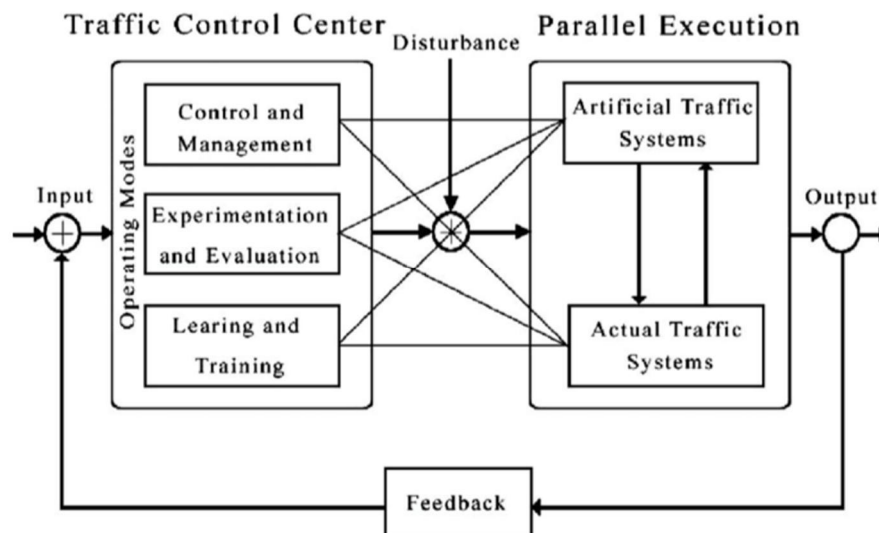 Traffic Control Center
Parallel Execution
Disturbance
Operating Modes
Control and
Management
Experimentation
and Evaluation
Learing and
Training
Artificial Traffic
Systems
Actual Traffic
Systems
Input
Output
Feedback